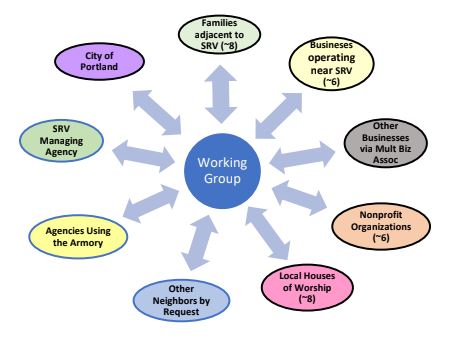 Families
adjacent to
SRV (~8)
Busineses
operating
near SRV
(~6)
Other
Businesses
via Mult Biz
Assoc
Nonprofit
Organizations
(~6)
Local Houses
of Worship
(~8)
Other
Neighbors by
Request
Agencies Using
the Armory
SRV
Managing
Agency
City of
Portland
Working
Group